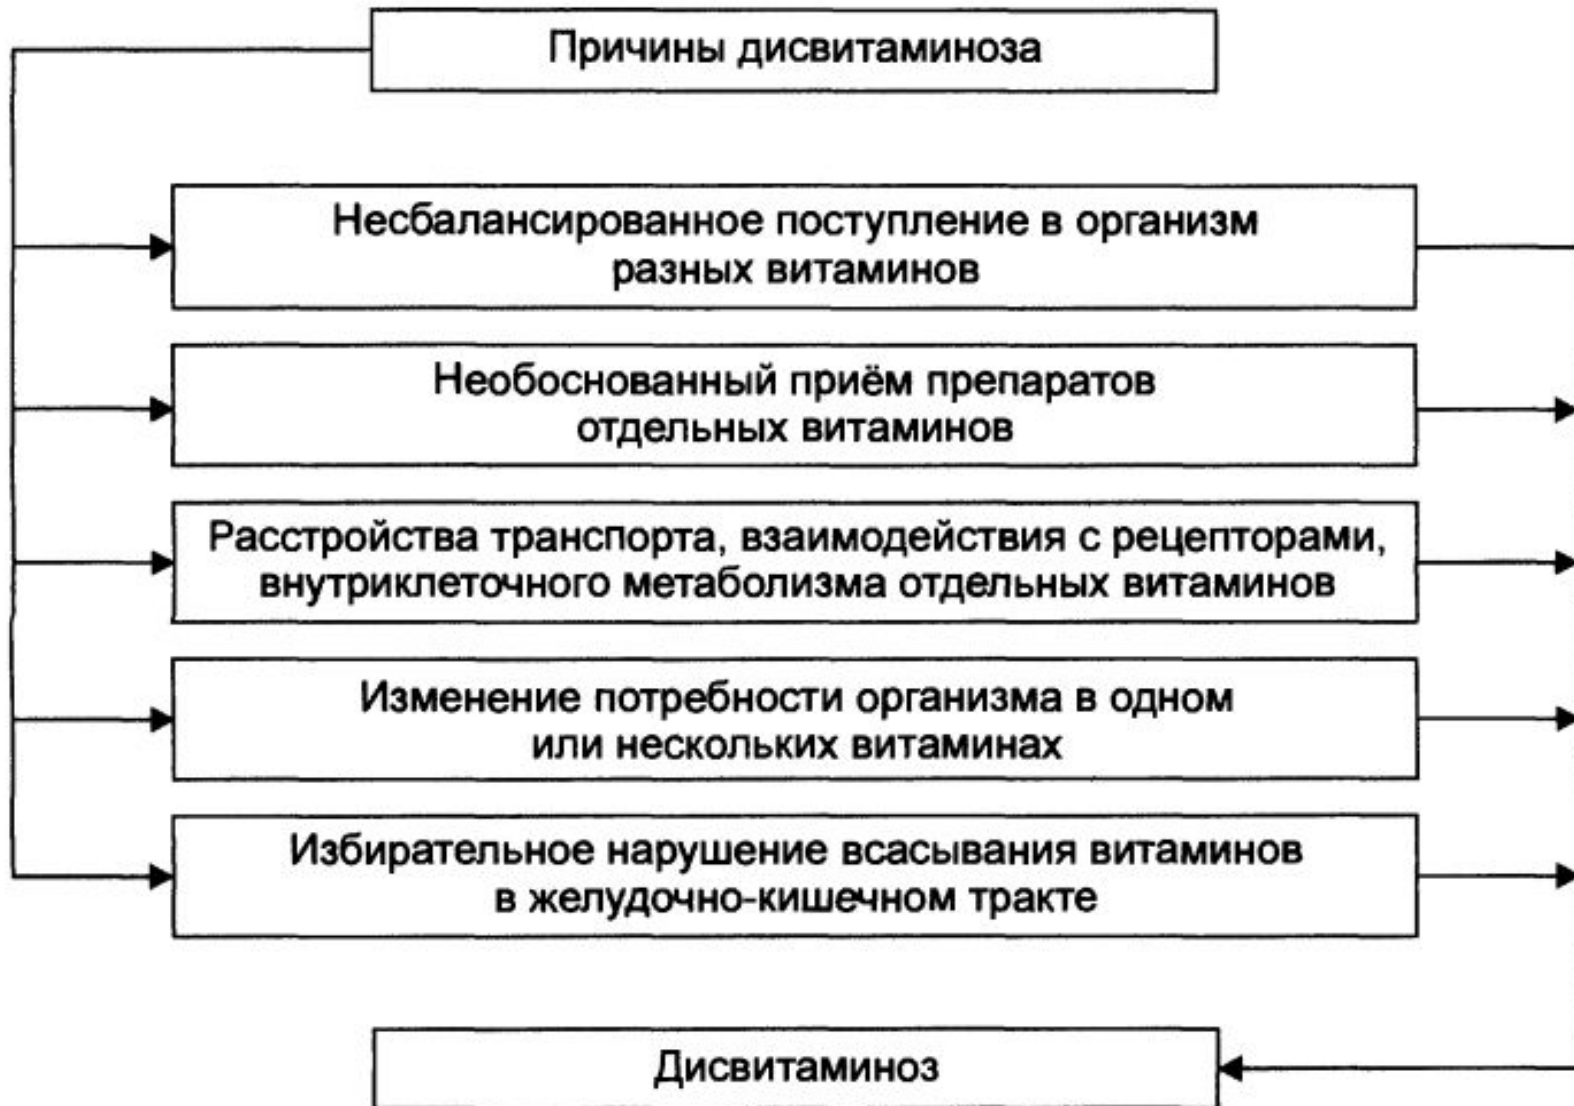 Причины дисвитаминоза
Несбалансированное поступление в организм
разных витаминов
Необоснованный приём препаратов
отдельных витаминов
Расстройства транспорта, взаимодействия с рецепторами,
внутриклеточного метаболизма отдельных витаминов
Изменение потребности организма в одном
или нескольких витаминах
Избирательное нарушение всасывания витаминов
в желудочно-кишечном тракте
Дисвитаминоз